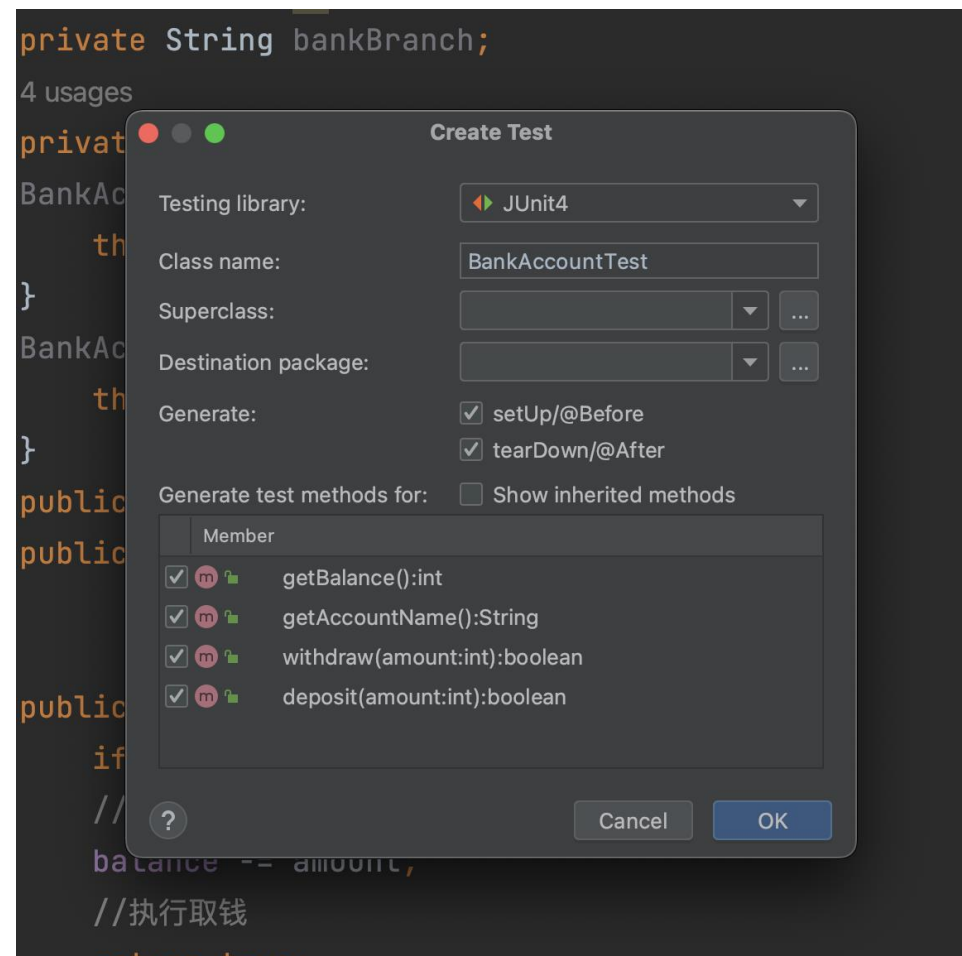 private String bankBranch;
4 usages
privat
Create Test
BankAc
Testing library: JUnit4
th
Class name: BankAccountTest
}
Superclass: ...
BankAc
Destination package: ...
th
Generate: setUp/@Before
}
tearDown/@After
public
Generate test methods for: Show inherited methods
public
Member
getBalance():int
getAccountName():String
withdraw(amount:int):boolean
public
deposit(amount:int):boolean
if
//
? Cancel OK
balance -= amount;
//执行取钱